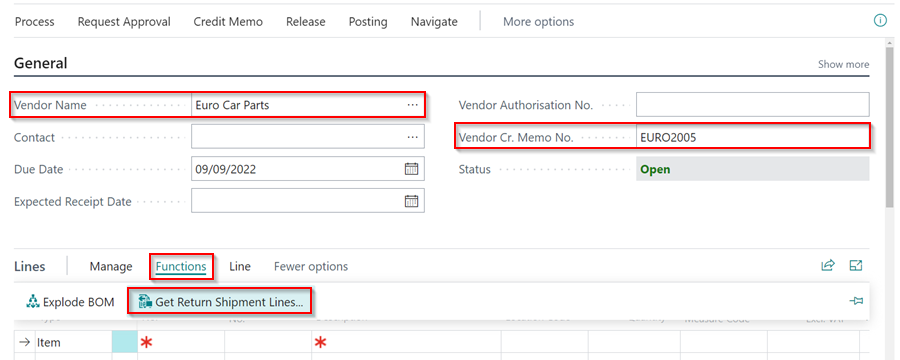 Process Request Approval Credit Memo Release Posting Navigate More options
General Show more
Vendor Name Euro Car Parts Vendor Authorisation No.
Contact Vendor Cr. Memo No. EURO2005
Due Date 09/09/2022 Status Open
Expected Receipt Date
Lines Manage Functions Line Fewer options
Explode BOM Get Return Shipment Lines...
Measure Code
Item